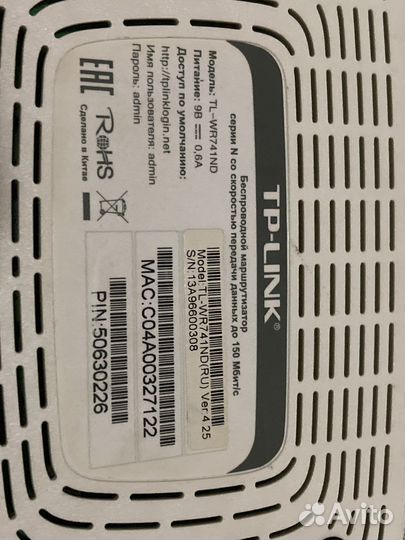 TP-LINK®
Беспроводной маршрутизатор
серии N со скоростью передачи данных до 150 Мбит/с
Модель: TL-WR741ND
Питание: 9В 0,6А
Доступ по умолчанию:
http://tplinklogin.net
Имя пользователя: admin
Пароль: admin
EAC RoHS
Сделано в Китае
Model:TL-WR741ND(RU) Ver:4.25
S/N:13A96600308
MAC:C04A00327122
PIN:50630226
Avito